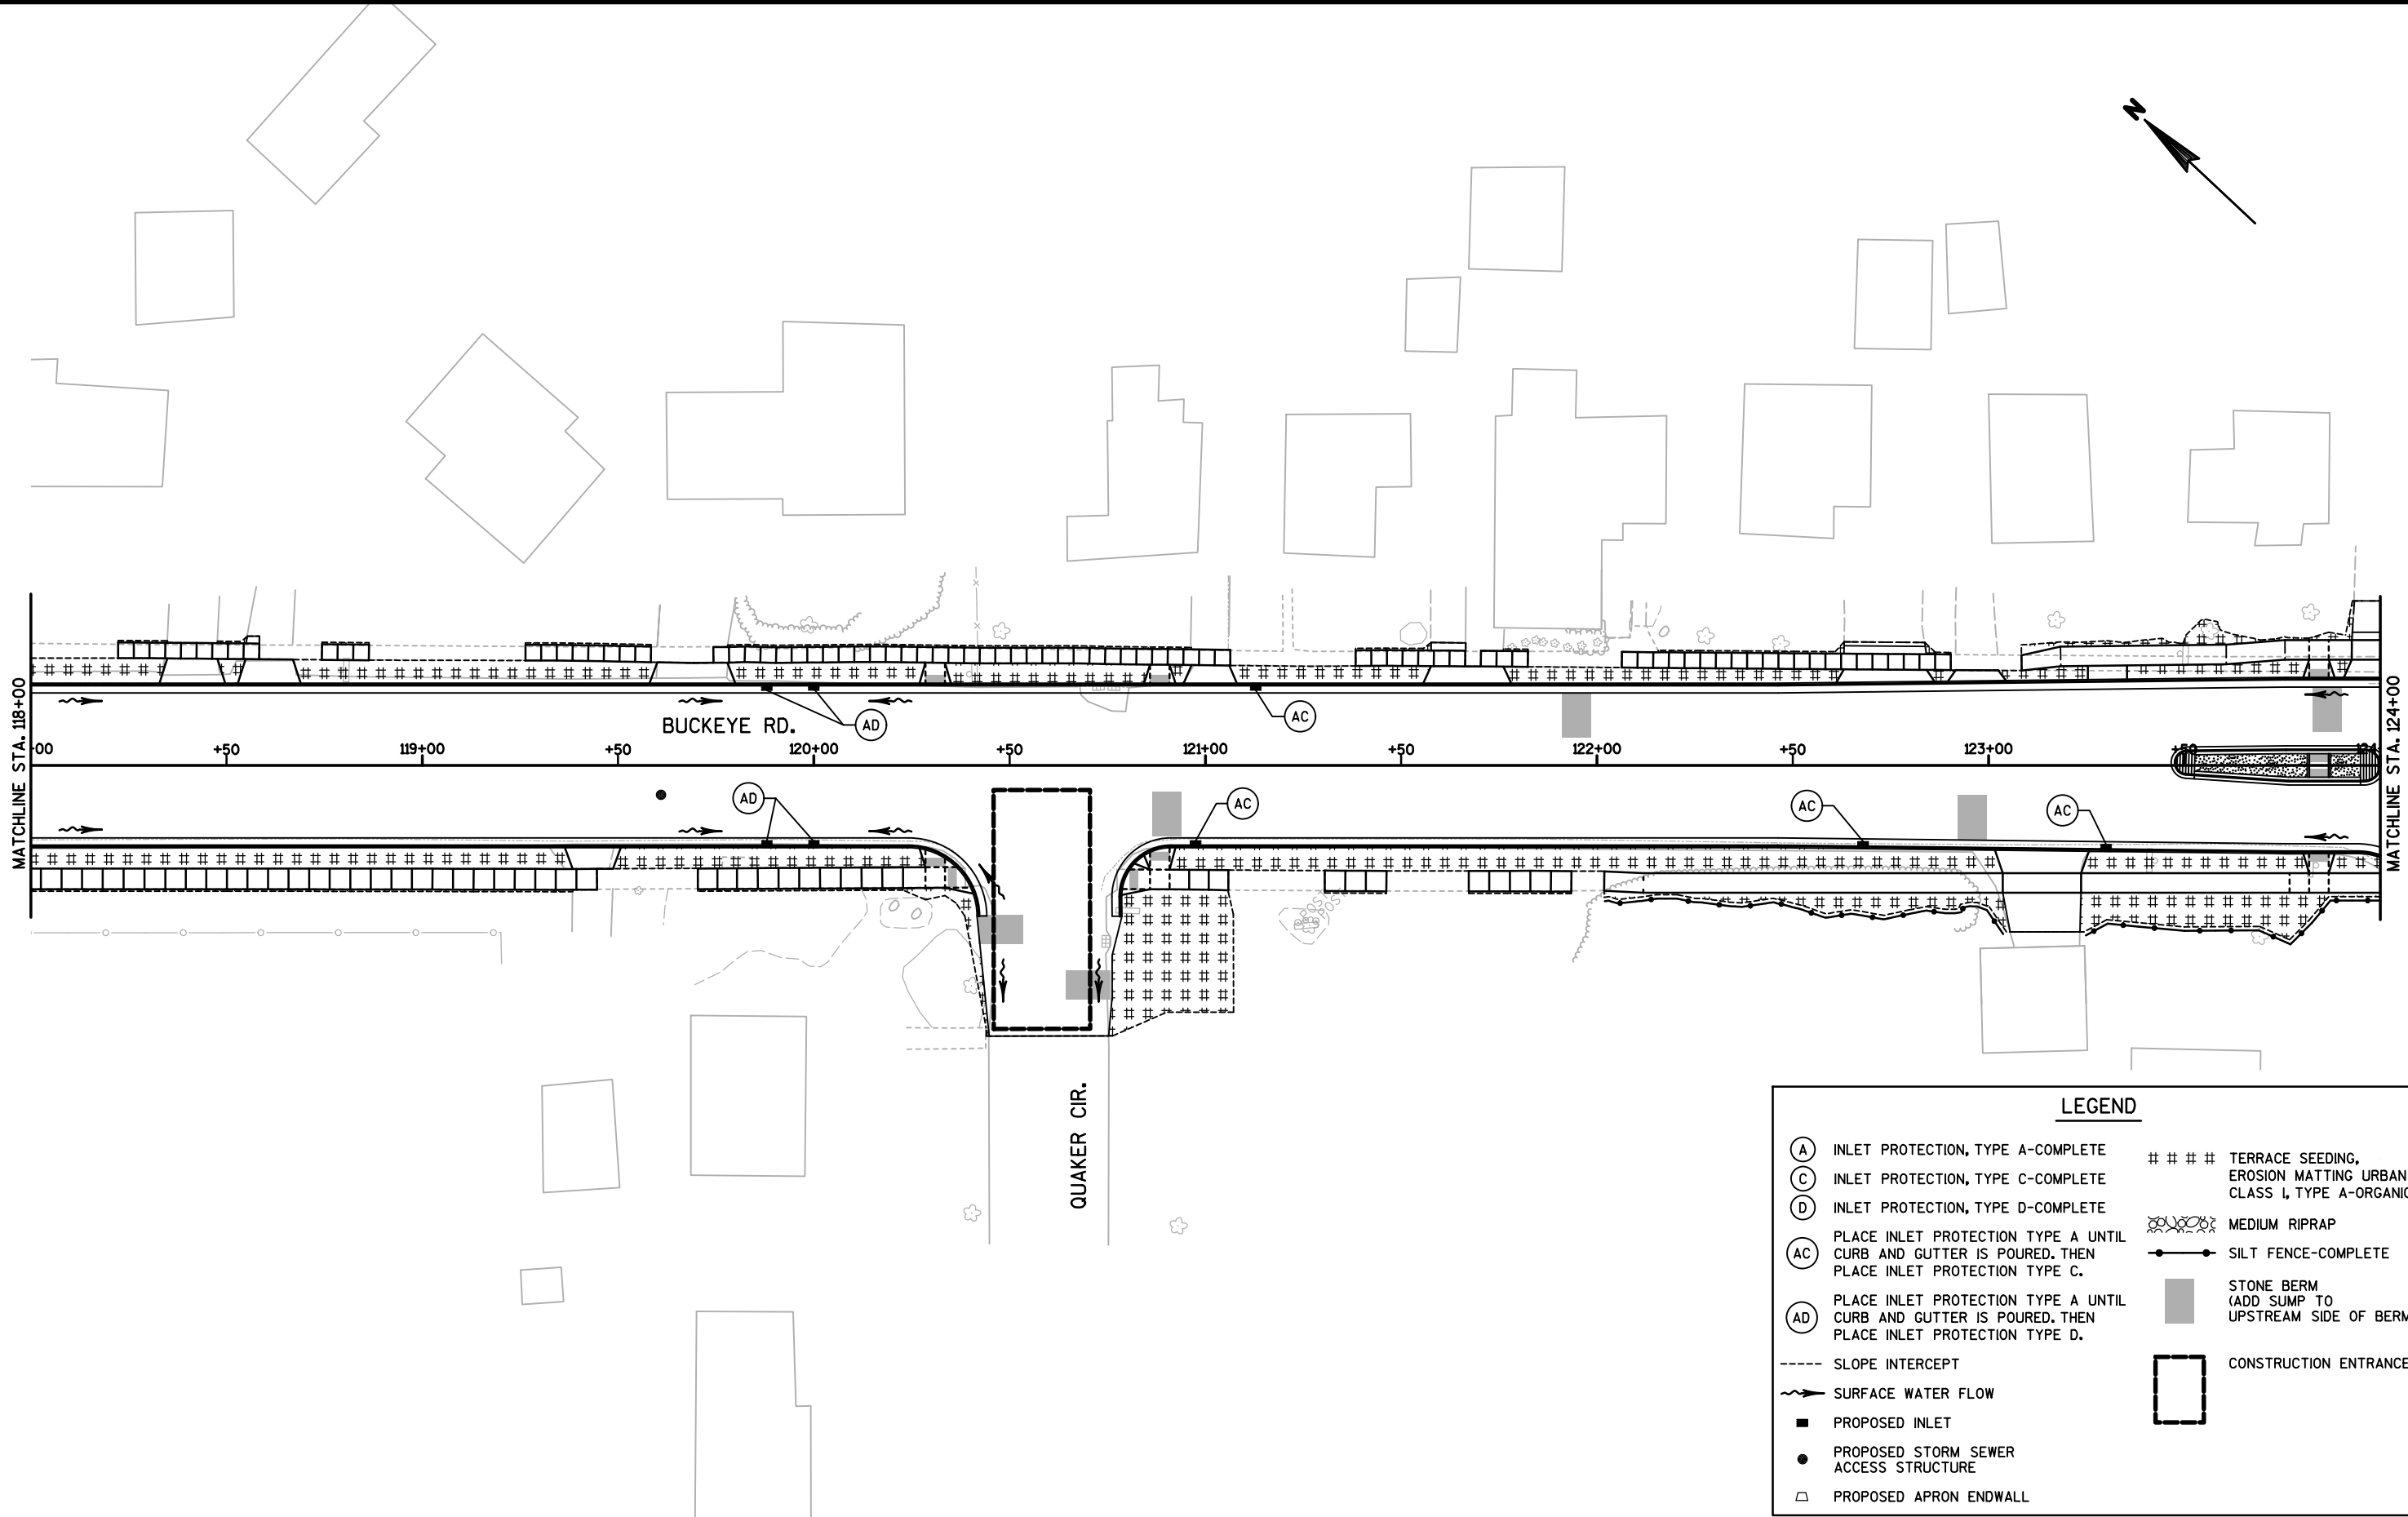 N
MATCHLINE STA. 118+00
MATCHLINE STA. 124+00
AD
AC
BUCKEYE RD.
+00 +50 119+00 +50 120+00 +50 121+00 +50 122+00 +50 123+00 +50 124
AD
AC
AC
AC
POST
POST
QUAKER CIR.
LEGEND
A INLET PROTECTION, TYPE A-COMPLETE
C INLET PROTECTION, TYPE C-COMPLETE
D INLET PROTECTION, TYPE D-COMPLETE
AC PLACE INLET PROTECTION TYPE A UNTIL
CURB AND GUTTER IS POURED. THEN
PLACE INLET PROTECTION TYPE C.
AD PLACE INLET PROTECTION TYPE A UNTIL
CURB AND GUTTER IS POURED. THEN
PLACE INLET PROTECTION TYPE D.
SLOPE INTERCEPT
SURFACE WATER FLOW
PROPOSED INLET
PROPOSED STORM SEWER
ACCESS STRUCTURE
PROPOSED APRON ENDWALL
TERRACE SEEDING,
EROSION MATTING URBAN
CLASS I, TYPE A-ORGANIC
MEDIUM RIPRAP
SILT FENCE-COMPLETE
STONE BERM
(ADD SUMP TO
UPSTREAM SIDE OF BERM
CONSTRUCTION ENTRANCE